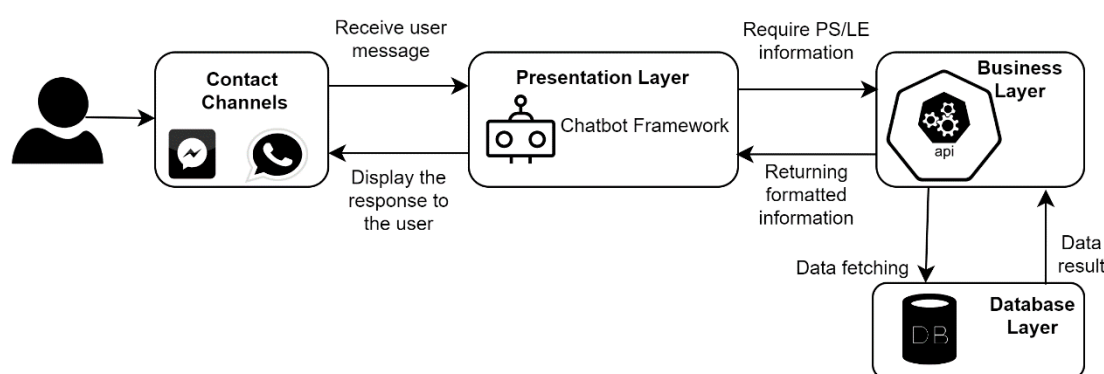 Receive user
message
Contact
Channels
Display the
response to
the user
Presentation Layer
Chatbot Framework
Require PS/LE
information
Returning
formatted
information
Business
Layer
api
Data fetching
Data
result
Database
Layer
DB